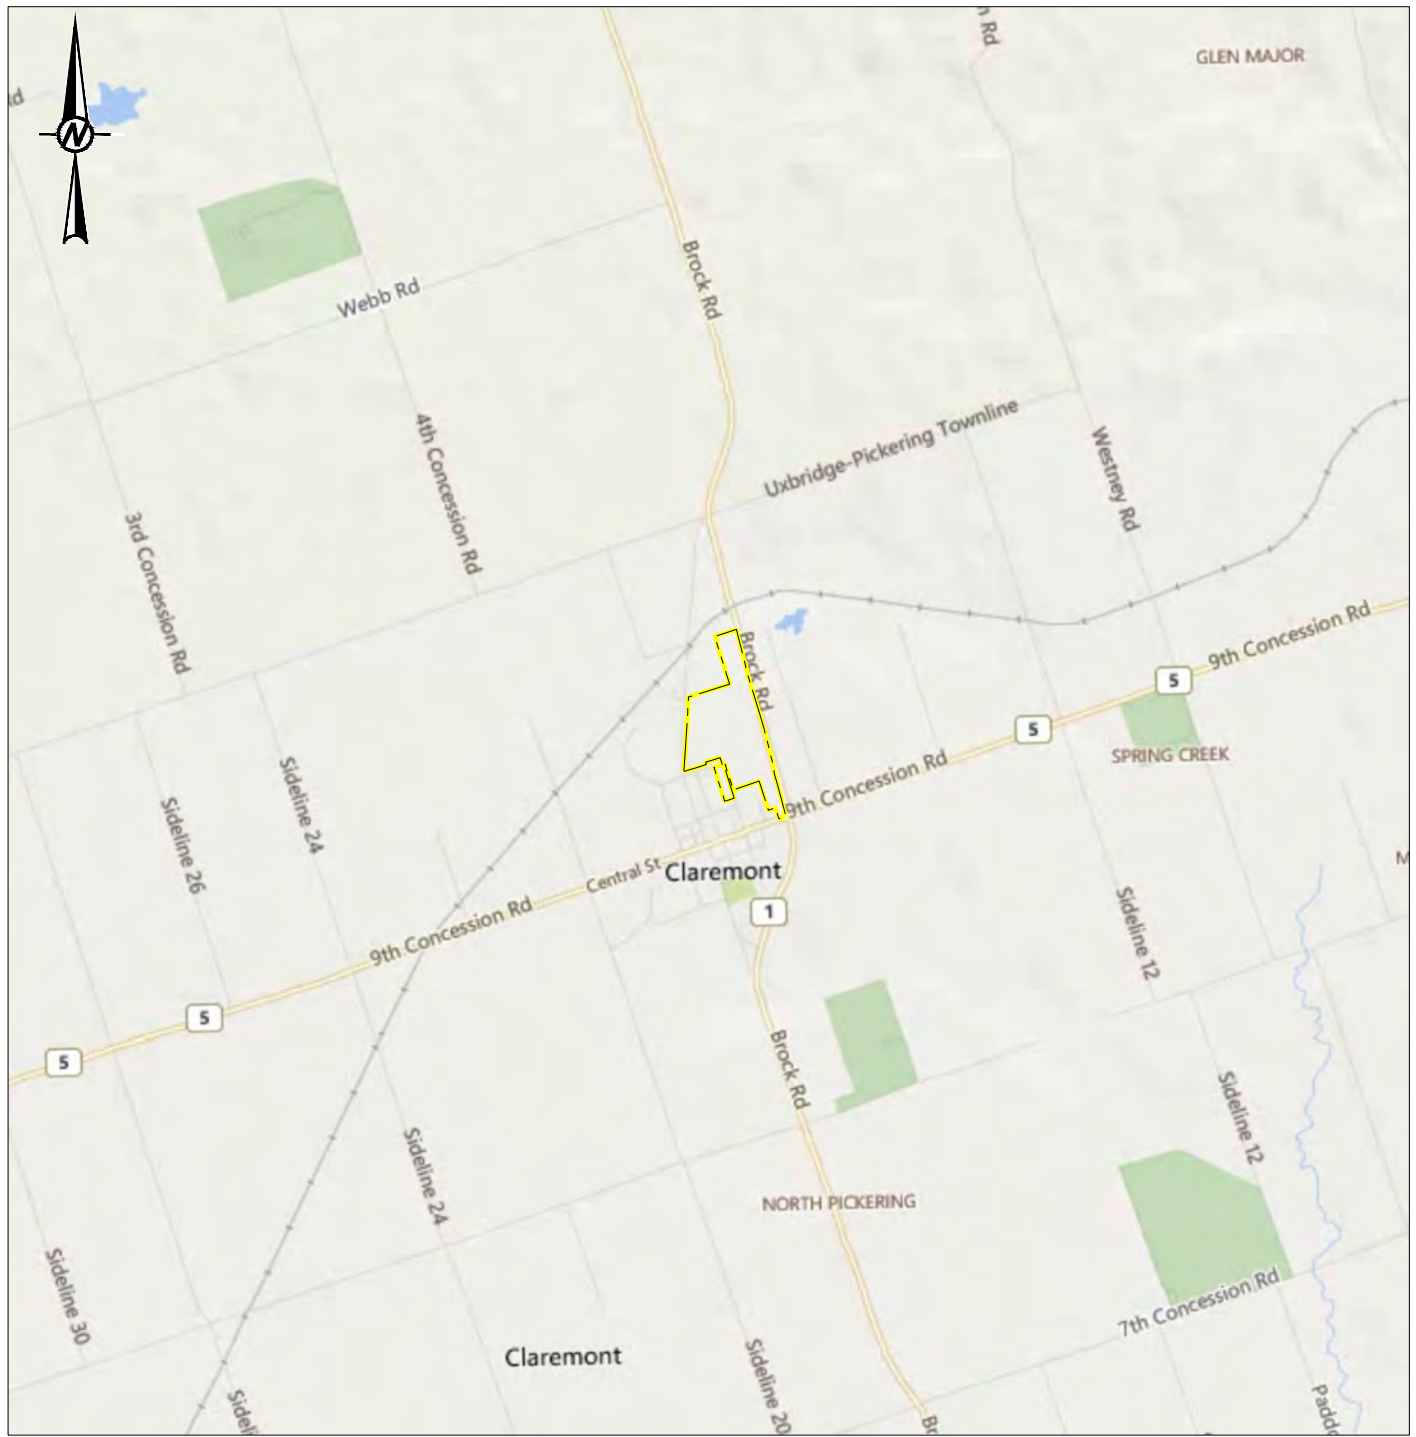 GLEN MAJOR
N
Webb Rd
Brock Rd
Uxbridge-Pickering Townline
4th Concession Rd
Westney Rd
3rd Concession Rd
9th Concession Rd
Brock Rd
5
5
SPRING CREEK
Sideline 24
Sideline 26
9th Concession Rd
Central St
Claremont
1
9th Concession Rd
Sideline 12
5
5
Brock Rd
Sideline 12
Sideline 24
NORTH PICKERING
Sideline 30
7th Concession Rd
Claremont
Sideline 20